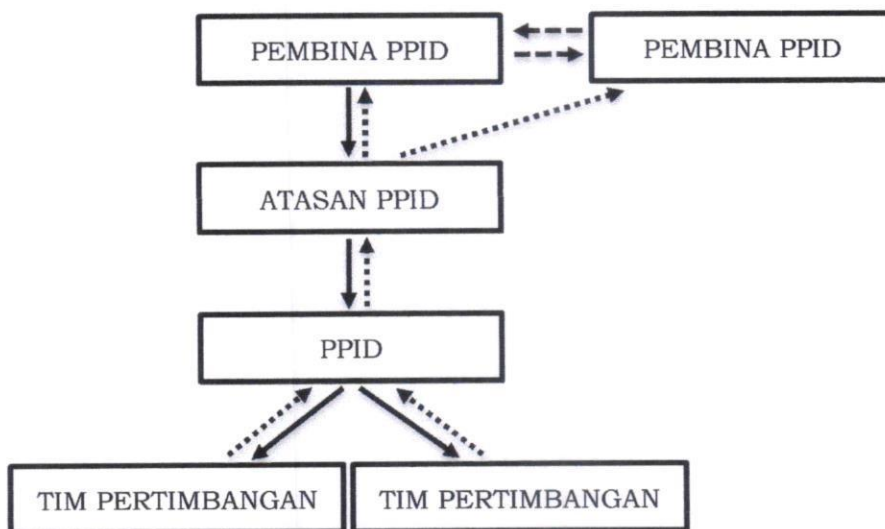 PEMBINA PPID
PEMBINA PPID
ATASAN PPID
PPID
TIM PERTIMBANGAN
TIM PERTIMBANGAN